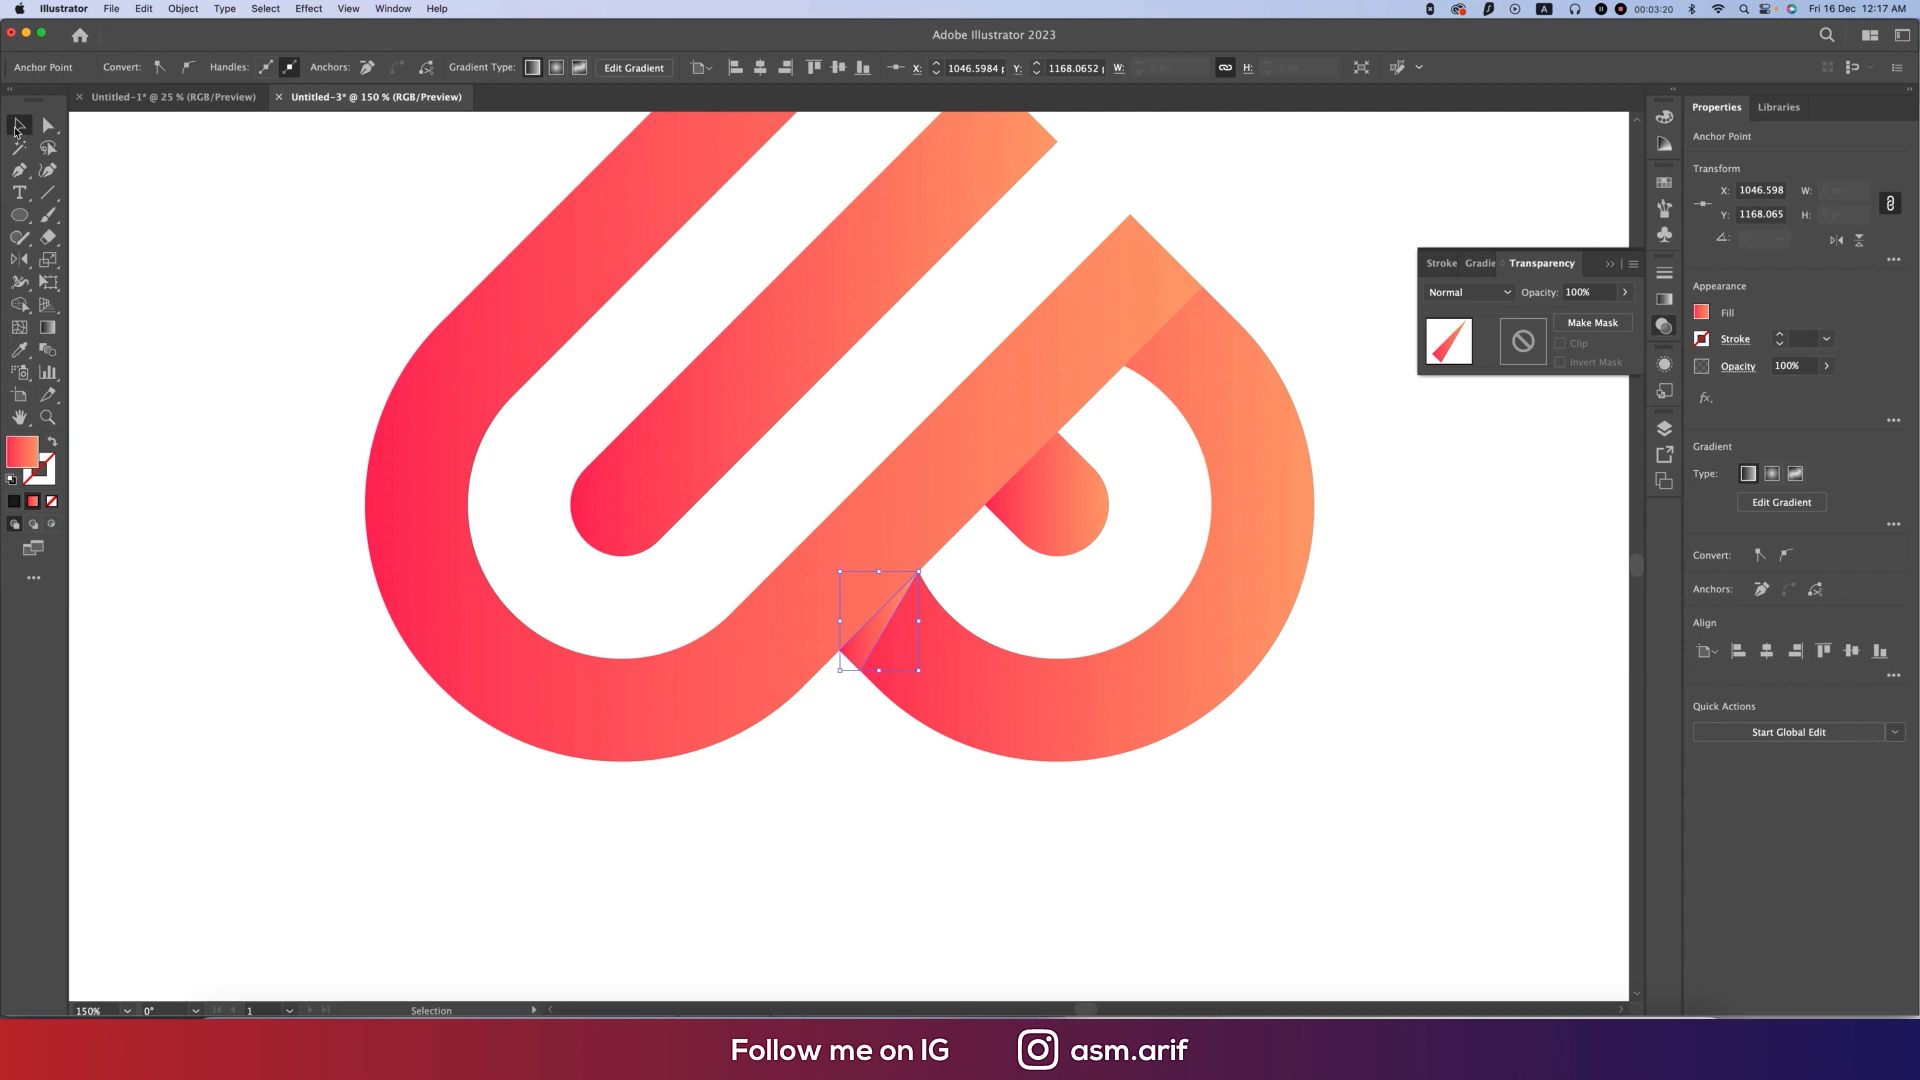 Illustrator File Edit Object Type Select Effect View Window Help
A 00:03:20 Fri 16 Dec 12:17 AM
Adobe Illustrator 2023
Anchor Point Convert: Handles: Anchors: Gradient Type: Edit Gradient X: 1046.5984 Y: 1168.0652 W: H:
Untitled-1* @ 25 % (RGB/Preview) Untitled-3* @ 150 % (RGB/Preview)
Properties Libraries
Anchor Point
Transform
X: 1046.598 W:
Y: 1168.065 H:
Stroke Gradie Transparency
Normal Opacity: 100%
Make Mask
Clip
Invert Mask
Appearance
Fill
Stroke
Opacity 100%
fx.
Gradient
Type:
Edit Gradient
Convert:
Anchors:
Align
Quick Actions
Start Global Edit
150% 0° 1 Selection
Follow me on IG asm.arif